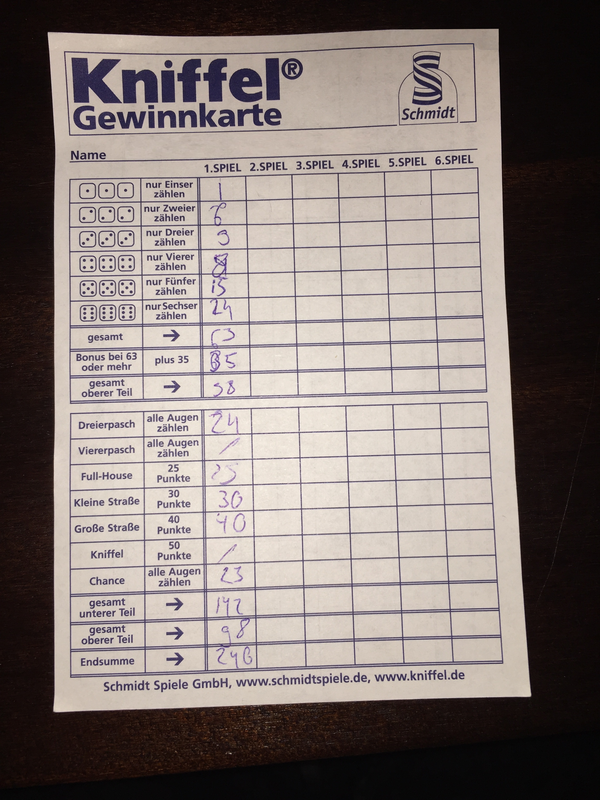 Kniffel®
Gewinnkarte
Schmidt
Name
1.SPIEL 2.SPIEL 3.SPIEL 4.SPIEL 5.SPIEL 6.SPIEL
nur Einser
zählen
1
nur Zweier
zählen
6
nur Dreier
zählen
9
nur Vierer
zählen
8
nur Fünfer
zählen
15
nur Sechser
zählen
24
gesamt → 63
Bonus bei 63
oder mehr
plus 35
35
gesamt
oberer Teil
→ 98
Dreierpasch
alle Augen
zählen
24
Viererpasch
alle Augen
zählen
/
Full-House
25
Punkte
25
Kleine Straße
30
Punkte
30
Große Straße
40
Punkte
40
Kniffel
50
Punkte
/
Chance
alle Augen
zählen
23
gesamt
unterer Teil
→ 142
gesamt
oberer Teil
→ 98
Endsumme → 240
Schmidt Spiele GmbH, www.schmidtspiele.de, www.kniffel.de